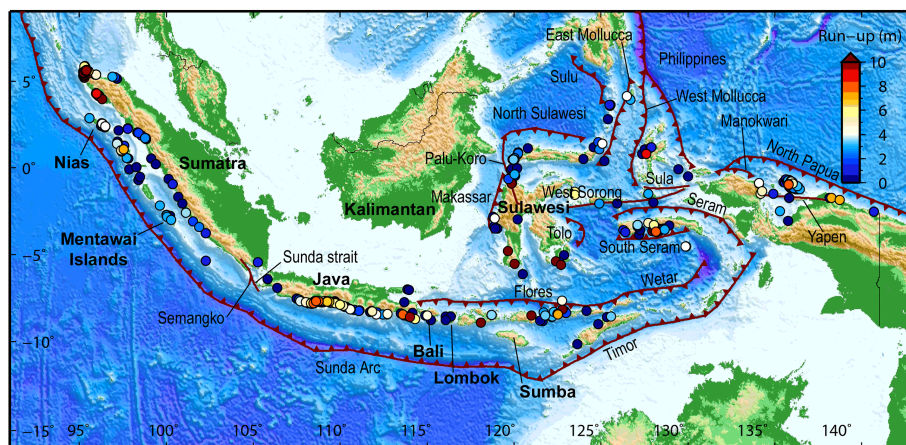 East Mollucca
Run-up (m)
Philippines
10
8
6
4
2
0
5°
Sulu
West Mollucca
North Sulawesi
Manokwari
North Papua
Nias
Sumatra
Palu-Koro
0°
Sula
Makassar
West Sorong
Kalimantan
Sulawesi
Seram
Yapen
Mentawai
Islands
Tolo
South Seram
-5°
Sunda strait
Java
Wetar
Flores
Semangko
Timor
Bali
-10°
Sunda Arc
Lombok
Sumba
-15°
95°
100°
105°
110°
120°
125°
130°
135°
140°